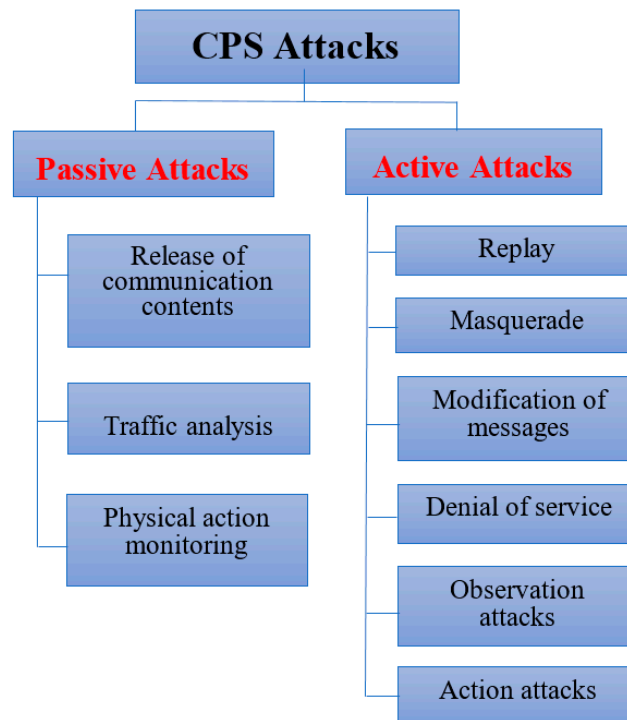 CPS Attacks
Passive Attacks
Release of
communication
contents
Traffic analysis
Physical action
monitoring
Active Attacks
Replay
Masquerade
Modification of
messages
Denial of service
Observation
attacks
Action attacks